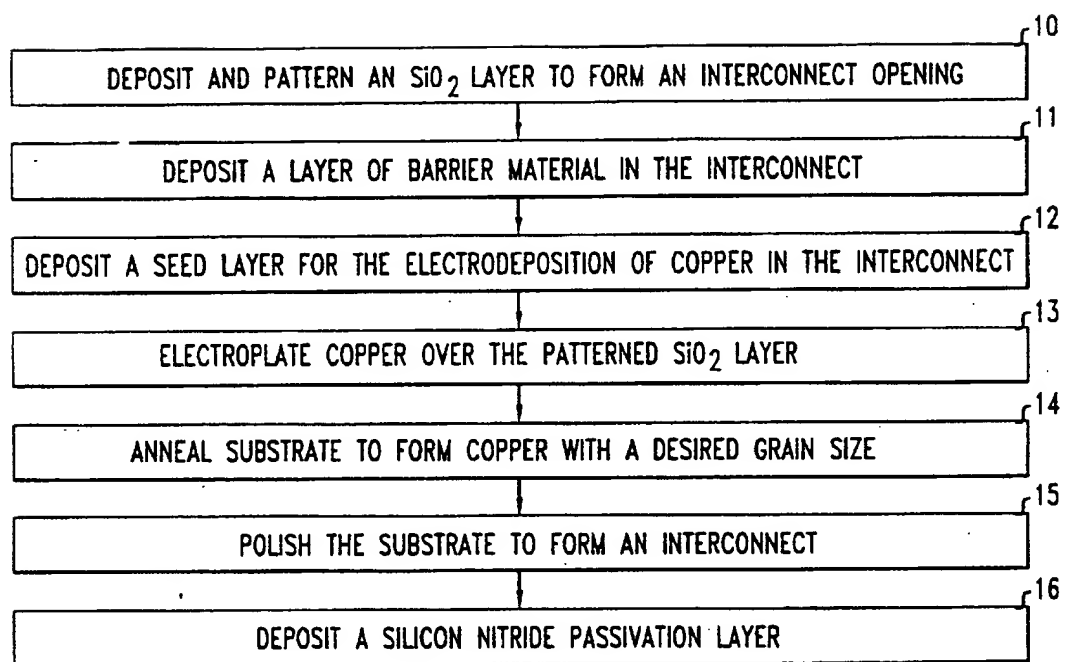 10
DEPOSIT AND PATTERN AN SiO2 LAYER TO FORM AN INTERCONNECT OPENING
11
DEPOSIT A LAYER OF BARRIER MATERIAL IN THE INTERCONNECT
12
DEPOSIT A SEED LAYER FOR THE ELECTRODEPOSITION OF COPPER IN THE INTERCONNECT
13
ELECTROPLATE COPPER OVER THE PATTERNED SiO2 LAYER
14
ANNEAL SUBSTRATE TO FORM COPPER WITH A DESIRED GRAIN SIZE
15
POLISH THE SUBSTRATE TO FORM AN INTERCONNECT
16
DEPOSIT A SILICON NITRIDE PASSIVATION LAYER